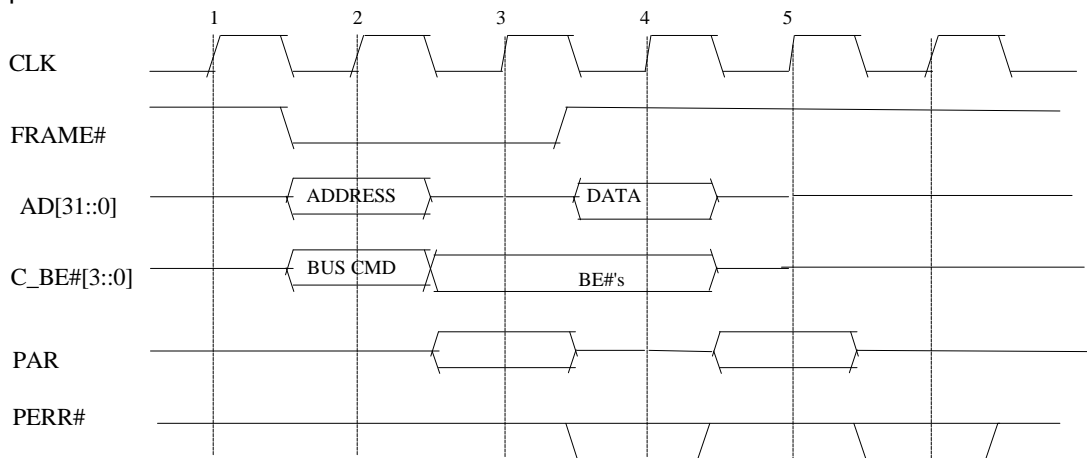 1 2 3 4 5
CLK
FRAME#
AD[31::0] ADDRESS DATA
C_BE#[3::0] BUS CMD BE#'s
PAR
PERR#